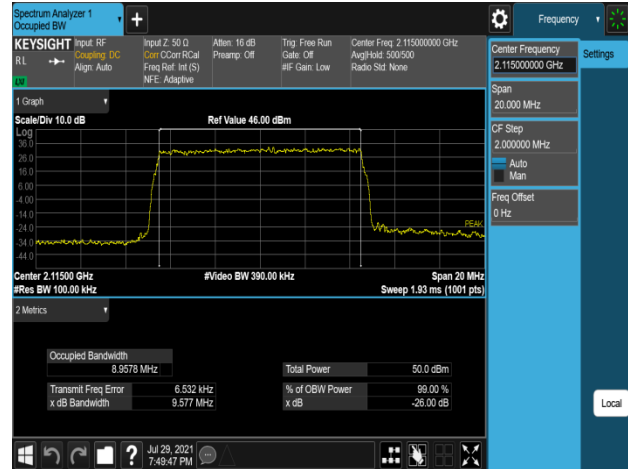 Spectrum Analyzer 1
Occupied BW
Frequency
KEYSIGHT Input: RF
RL
Coupling: DC
Align: Auto
LW
Input Z: 50 Ω
Corr CCorr RCal
Freq Ref: Int (S)
NFE: Adaptive
Atten: 16 dB
Preamp: Off
Trig: Free Run
Gate: Off
#IF Gain: Low
Center Freq: 2.115000000 GHz
Avg|Hold: 500/500
Radio Std: None
Center Frequency
2.115000000 GHz
Settings
Span
20.000 MHz
CF Step
2.000000 MHz
Auto
Man
Freq Offset
0 Hz
1 Graph
Scale/Div 10.0 dB
Ref Value 46.00 dBm
Log
36.0
26.0
16.0
6.00
-4.00
-14.0
-24.0
-34.0
-44.0
PEAK
Center 2.11500 GHz
#Video BW 390.00 kHz
Span 20 MHz
#Res BW 100.00 kHz
Sweep 1.93 ms (1001 pts)
2 Metrics
Occupied Bandwidth
8.9578 MHz
Total Power 50.0 dBm
Transmit Freq Error 6.532 kHz
% of OBW Power 99.00 %
x dB Bandwidth 9.577 MHz
x dB -26.00 dB
Local
?
Jul 29, 2021
7:49:47 PM